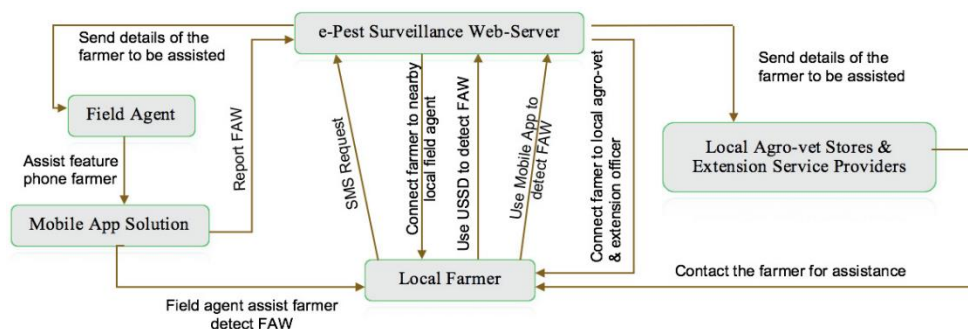 e-Pest Surveillance Web-Server
Send details of the
farmer to be assisted
Field Agent
Assist feature
phone farmer
Mobile App Solution
Report FAW
Field agent assist farmer
detect FAW
SMS Request
Connect farmer to nearby
local field agent
Use USSD to detect FAW
Use Mobile App to
detect FAW
Connect famer to local agro-vet
& extension officer
Local Farmer
Send details of
the farmer to be assisted
Local Agro-vet Stores &
Extension Service Providers
Contact the farmer for assistance